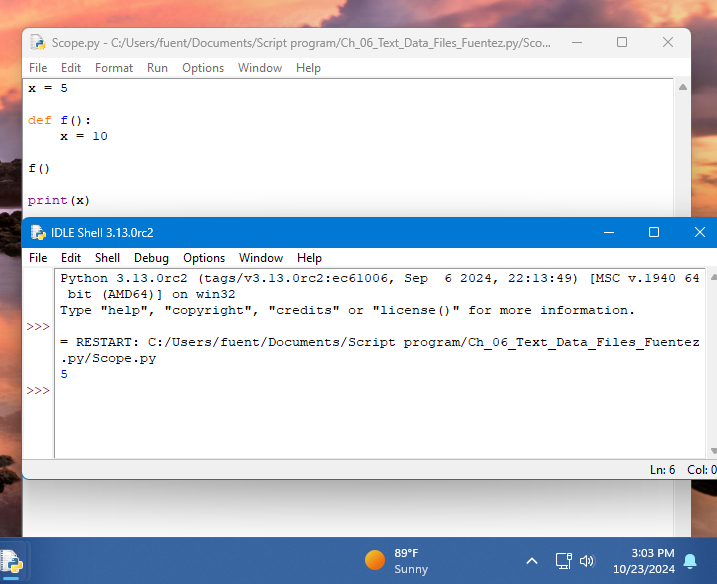 Scope.py - C:/Users/fuent/Documents/Script program/Ch_06_Text_Data_Files_Fuentez.py/Sco...
File Edit Format Run Options Window Help
x = 5
def f():
    x = 10
f()
print(x)
IDLE Shell 3.13.0rc2
File Edit Shell Debug Options Window Help
Python 3.13.0rc2 (tags/v3.13.0rc2:ec61006, Sep  6 2024, 22:13:49) [MSC v.1940 64
 bit (AMD64)] on win32
Type "help", "copyright", "credits" or "license()" for more information.
>>>
= RESTART: C:/Users/fuent/Documents/Script program/Ch_06_Text_Data_Files_Fuentez
.py/Scope.py
5
>>>
Ln: 6 Col: 0
89°F
Sunny
3:03 PM
10/23/2024